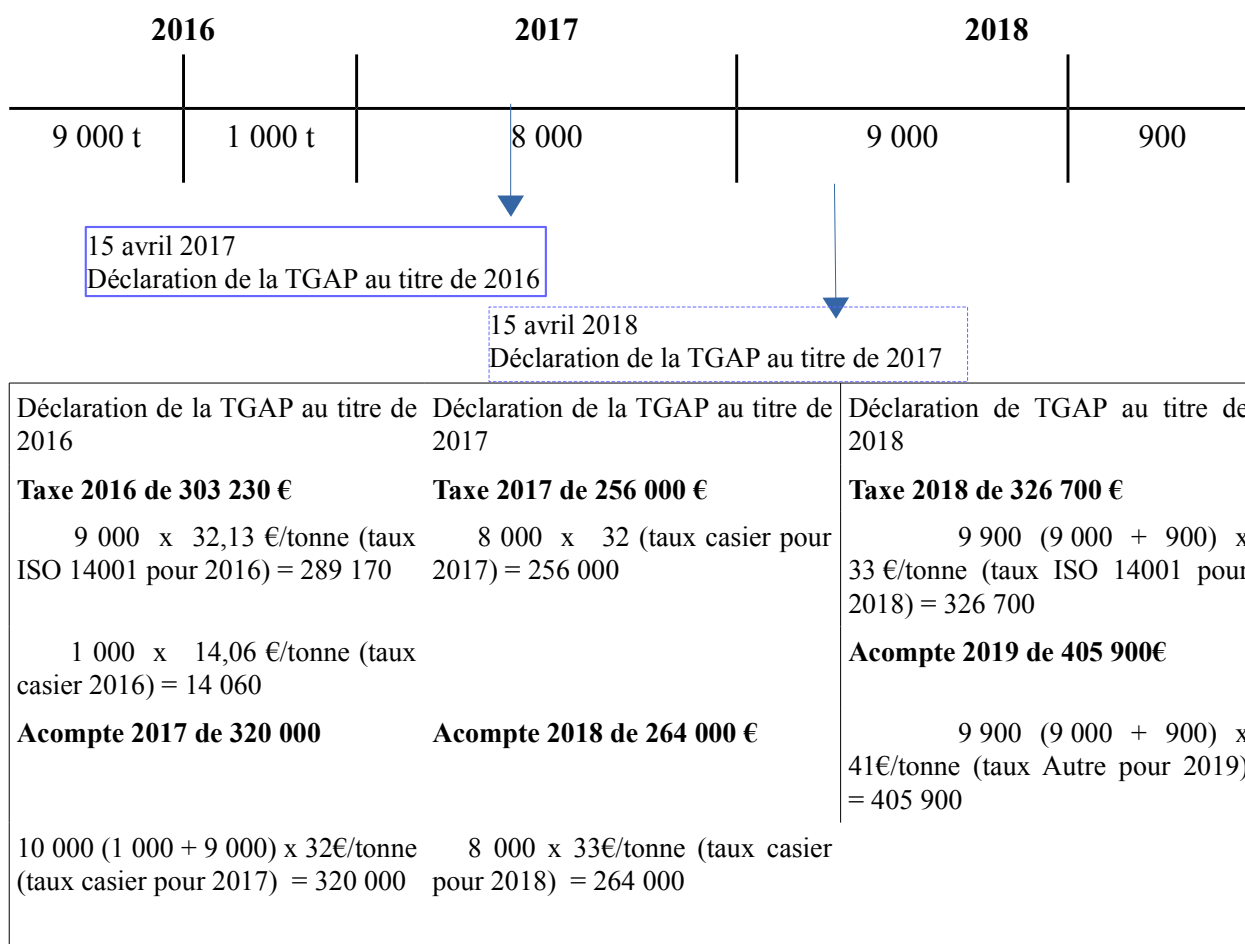 2016 2017 2018
9 000 t 1 000 t 8 000 9 000 900
15 avril 2017
Déclaration de la TGAP au titre de 2016
15 avril 2018
Déclaration de la TGAP au titre de 2017
Déclaration de la TGAP au titre de
2016
Taxe 2016 de 303 230 €
9 000 x 32,13 €/tonne (taux
ISO 14001 pour 2016) = 289 170
1 000 x 14,06 €/tonne (taux
casier 2016) = 14 060
Acompte 2017 de 320 000
10 000 (1 000 + 9 000) x 32€/tonne
(taux casier pour 2017) = 320 000
Déclaration de la TGAP au titre de
2017
Taxe 2017 de 256 000 €
8 000 x 32 (taux casier pour
2017) = 256 000
Acompte 2018 de 264 000 €
8 000 x 33€/tonne (taux casier
pour 2018) = 264 000
Déclaration de TGAP au titre de
2018
Taxe 2018 de 326 700 €
9 900 (9 000 + 900) x
33 €/tonne (taux ISO 14001 pour
2018) = 326 700
Acompte 2019 de 405 900€
9 900 (9 000 + 900) x
41€/tonne (taux Autre pour 2019)
= 405 900